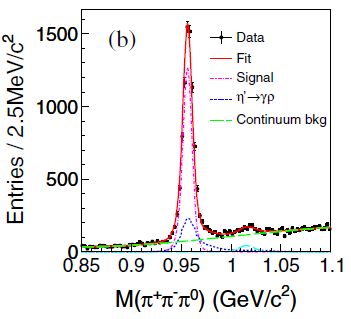 (b)
Data
Fit
Signal
η'→γρ
Continuum bkg
Entries / 2.5MeV/c²
1500
1000
500
0
0.85 0.9 0.95 1 1.05 1.1
M(π⁺π⁻π⁰) (GeV/c²)